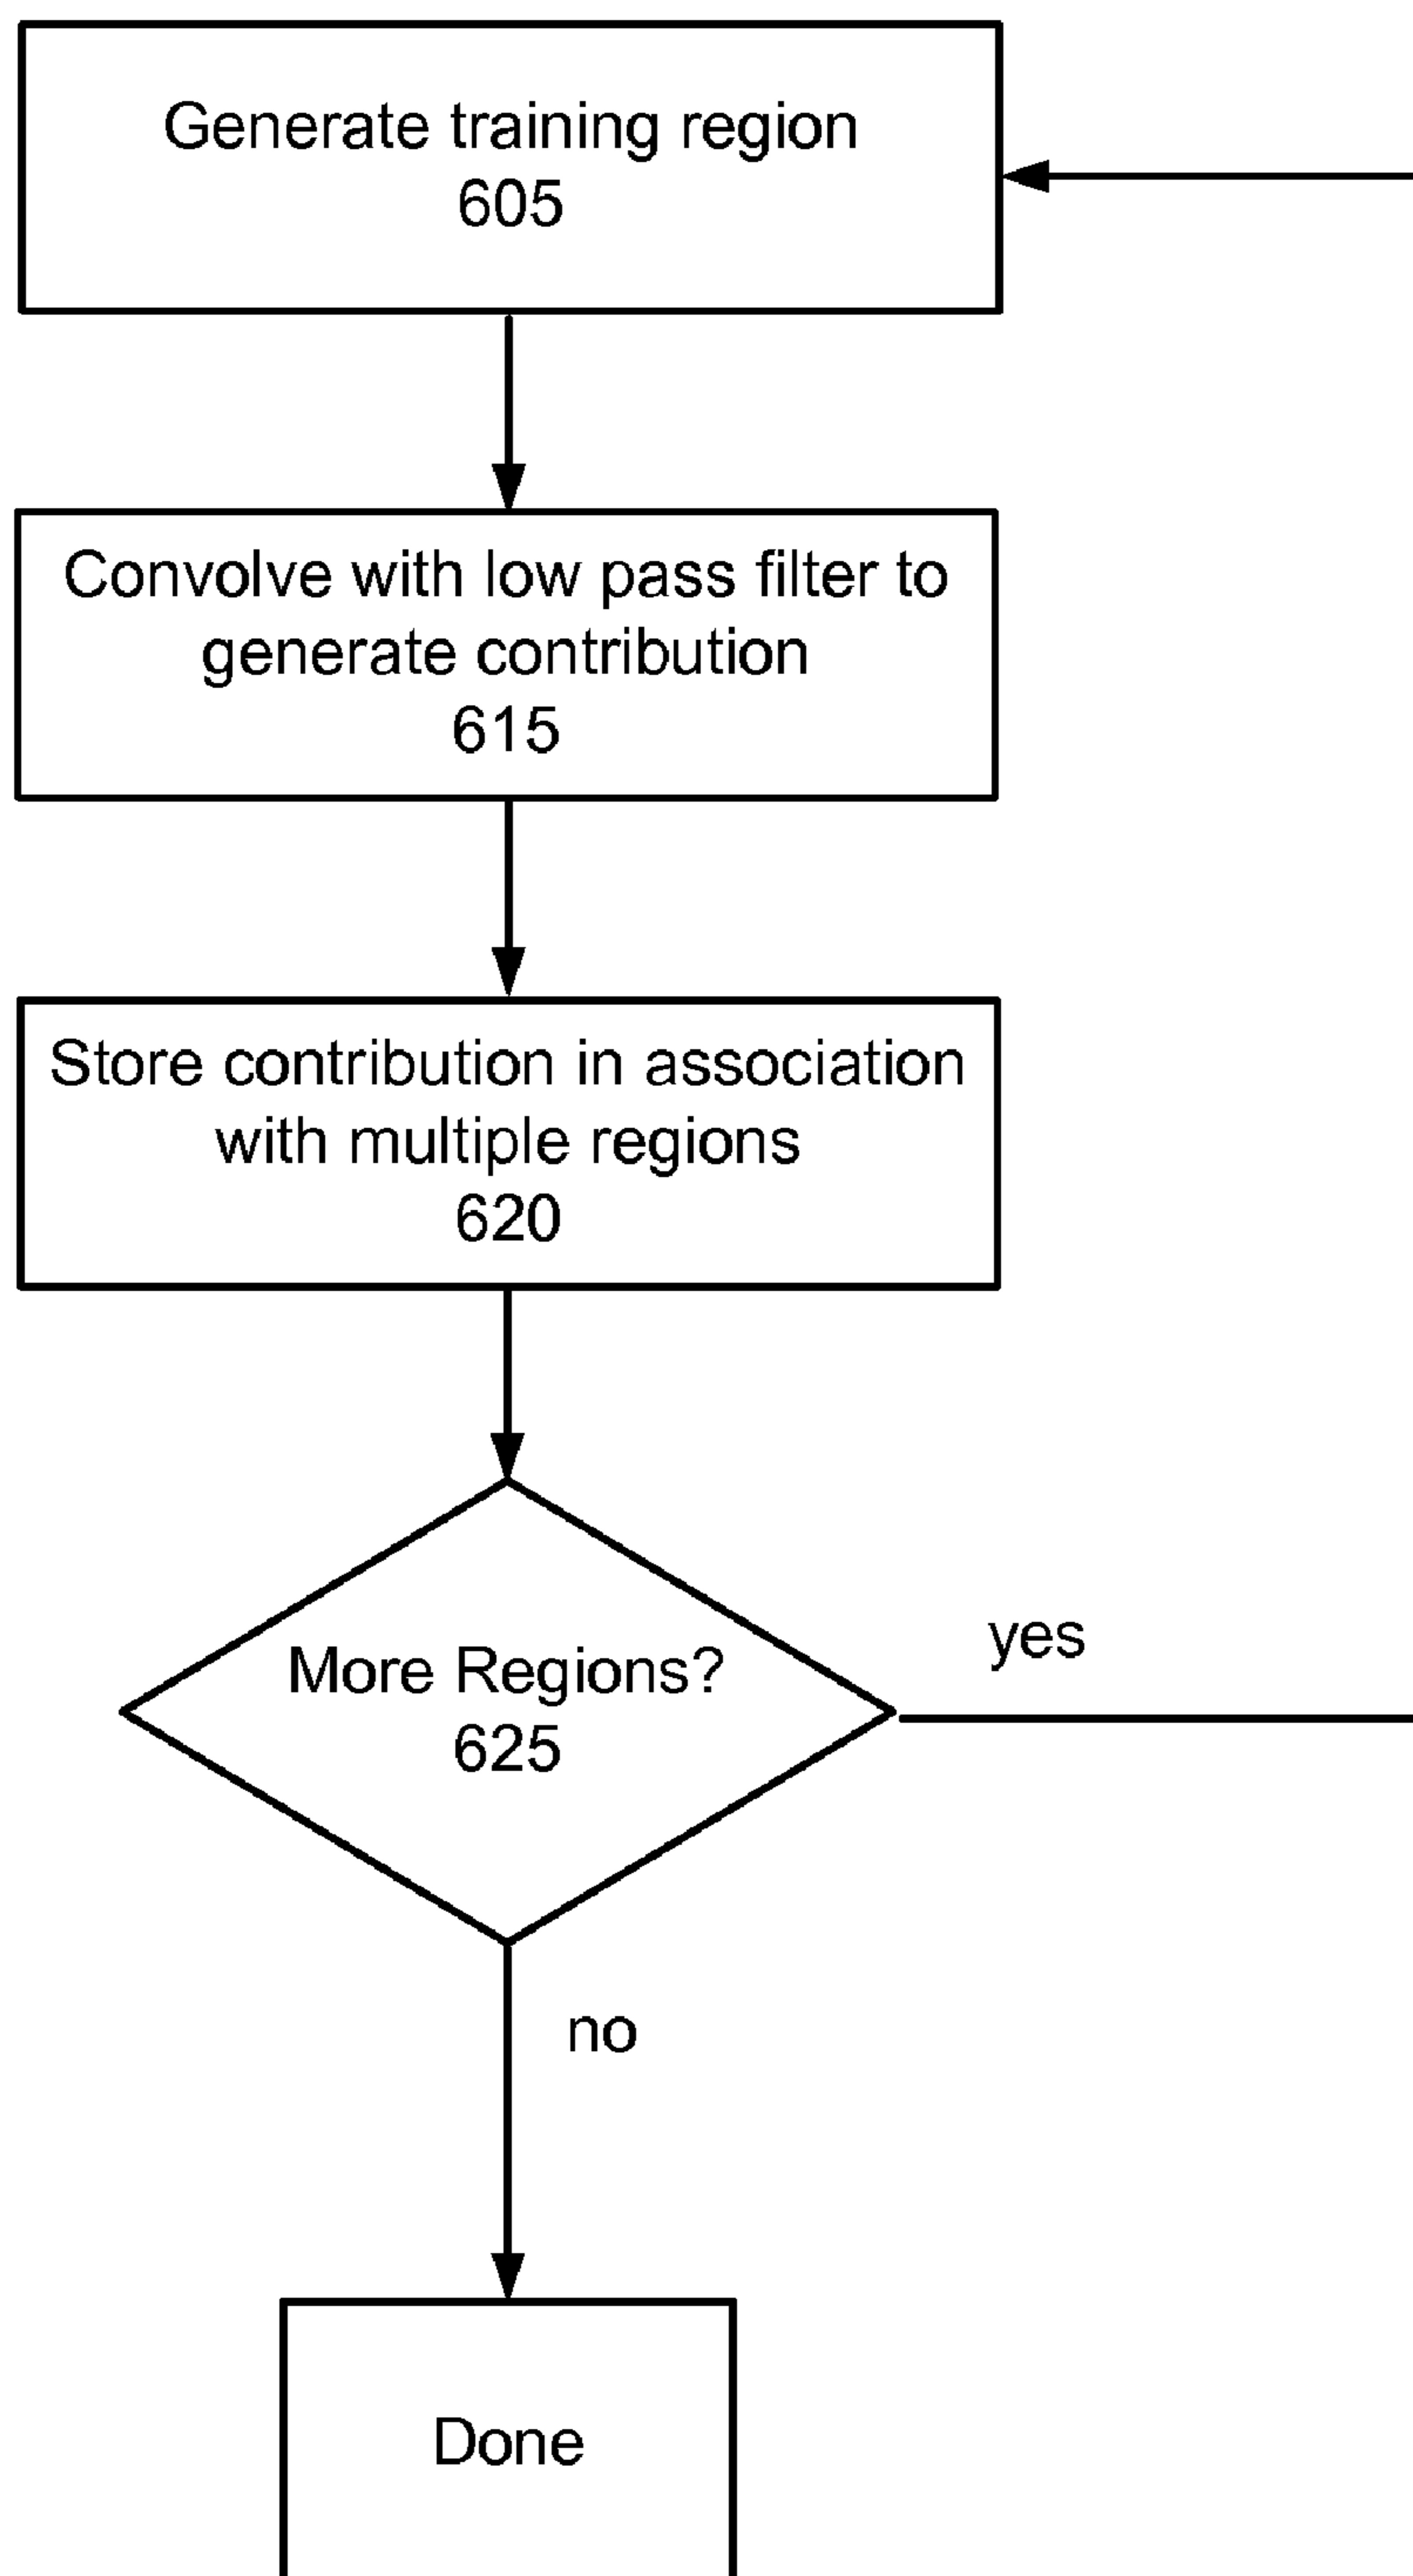 Generate training region
605
Convolve with low pass filter to
generate contribution
615
Store contribution in association
with multiple regions
620
More Regions?
625
yes
no
Done